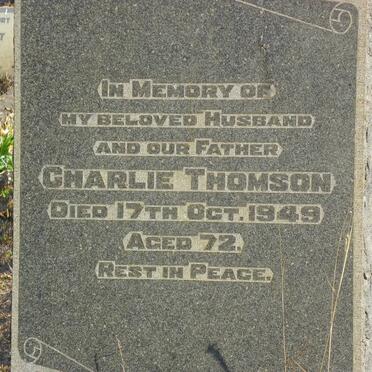 In Memory of
my beloved Husband
and our Father
Charlie Thomson
Died 17th Oct. 1949
Aged 72.
Rest in Peace.